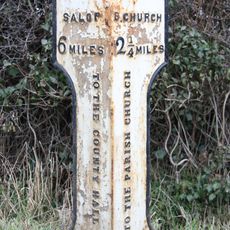 SALOP S. CHURCH
6 MILES 2¼ MILES
TO THE COUNTY HALL
TO THE PARISH CHURCH